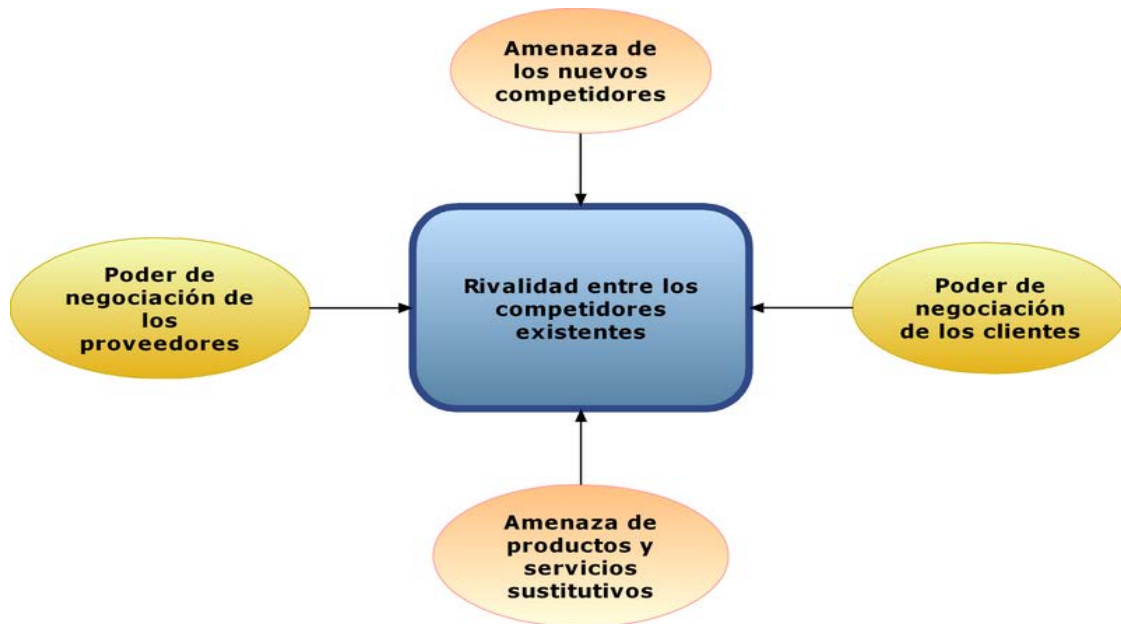 Amenaza de
los nuevos
competidores
Poder de
negociación de
los
proveedores
Rivalidad entre los
competidores
existentes
Poder de
negociación
de los clientes
Amenaza de
productos y
servicios
sustitutivos